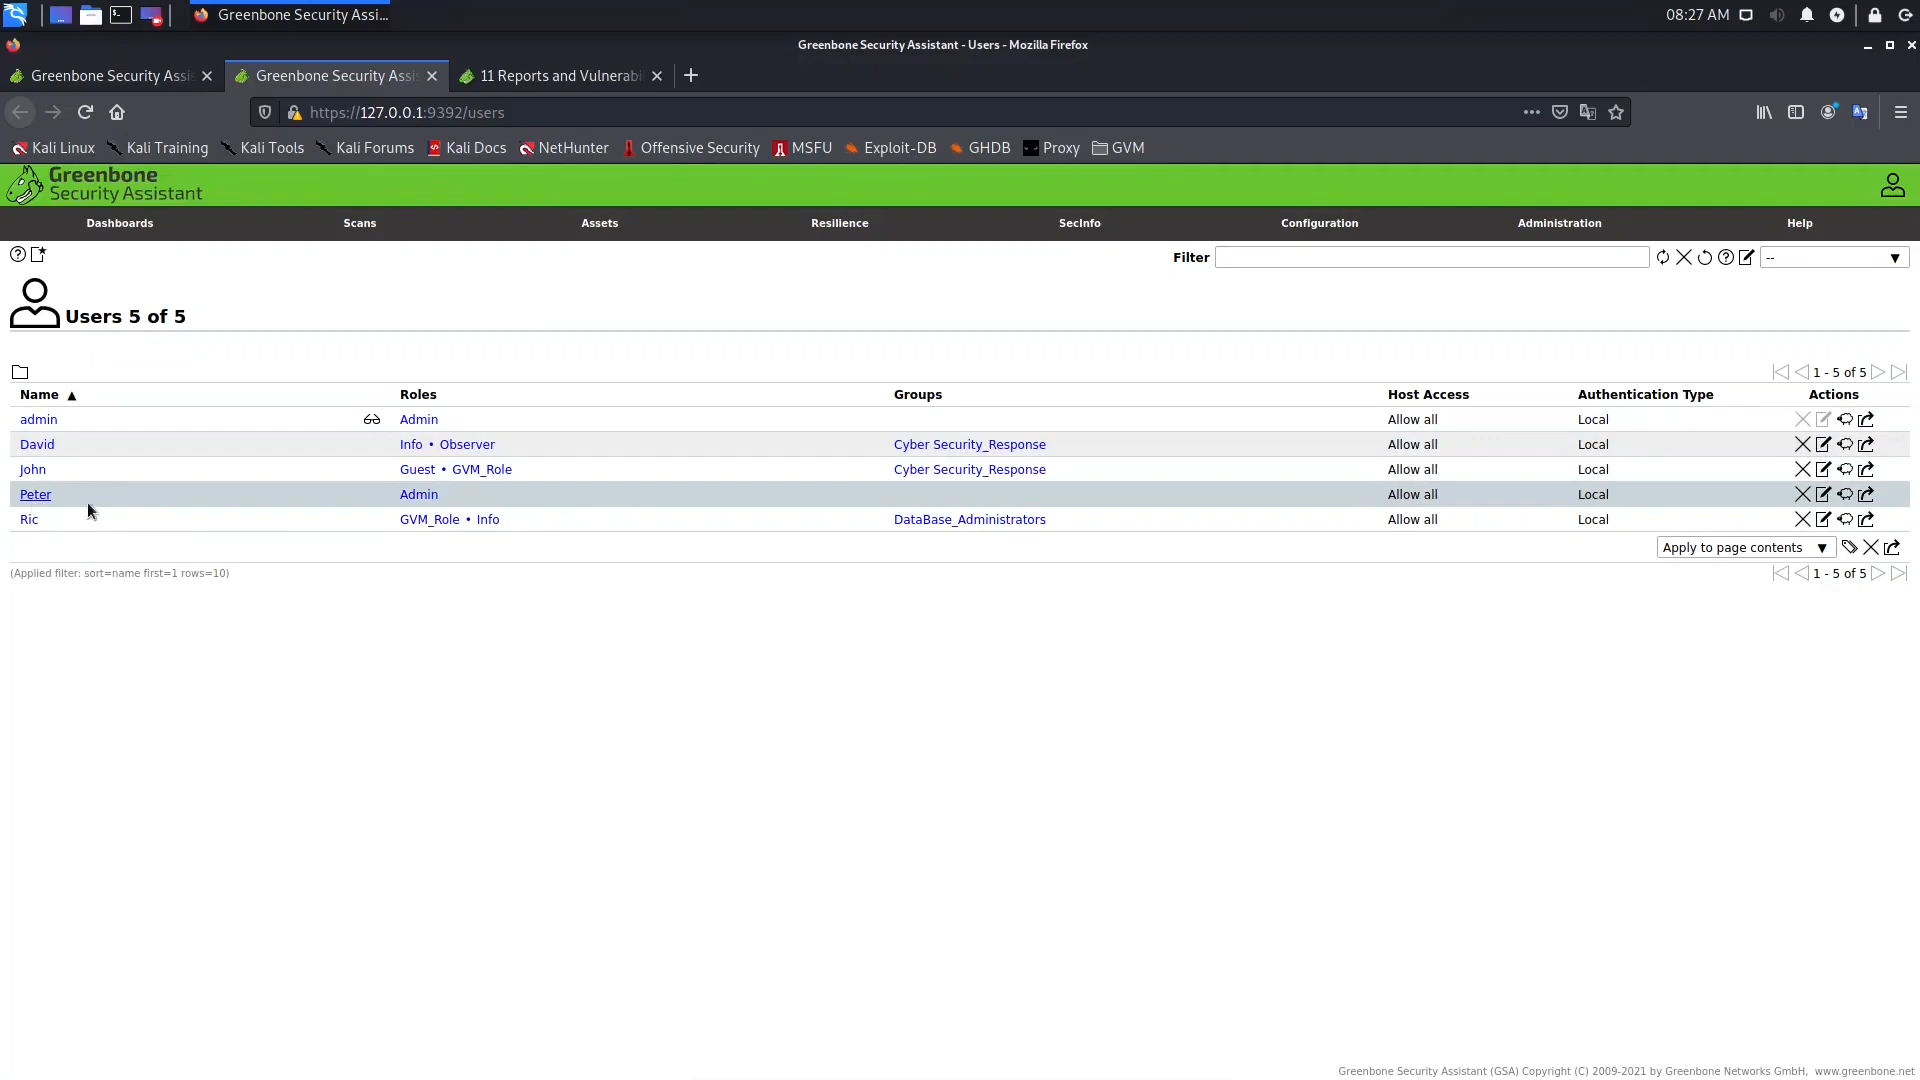 Greenbone Security Assi...
08:27 AM
Greenbone Security Assistant - Users - Mozilla Firefox
Greenbone Security Assi
Greenbone Security Assi
11 Reports and Vulnerabi
https://127.0.0.1:9392/users
Kali Linux Kali Training Kali Tools Kali Forums Kali Docs NetHunter Offensive Security MSFU Exploit-DB GHDB Proxy GVM
Greenbone
Security Assistant
Dashboards Scans Assets Resilience SecInfo Configuration Administration Help
Filter --
Users 5 of 5
1 - 5 of 5
Name ▲ Roles Groups Host Access Authentication Type Actions
admin Admin Allow all Local
David Info • Observer Cyber Security_Response Allow all Local
John Guest • GVM_Role Cyber Security_Response Allow all Local
Peter Admin Allow all Local
Ric GVM_Role • Info DataBase_Administrators Allow all Local
Apply to page contents ▼
(Applied filter: sort=name first=1 rows=10)
1 - 5 of 5
Greenbone Security Assistant (GSA) Copyright (C) 2009-2021 by Greenbone Networks GmbH, www.greenbone.net